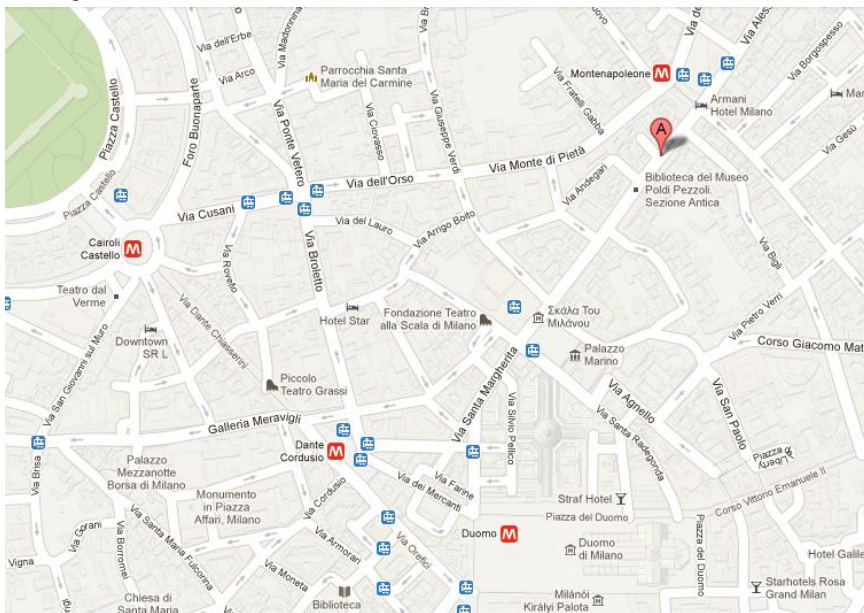 Via dell'Erbe
Via Madonnina
Via Arco
Parrocchia Santa
Maria del Carmine
Montenapoleone
M
Via Borgospesso
Armani
Hotel Milano
Via Fratelli Gabba
Piazza Castello
Foro Buonaparte
Via Ponte Vetero
Via Ciovasso
Via Giuseppe Verdi
A
Via Gesù
Via Monte di Pietà
Via dell'Orso
Via Andegari
Biblioteca del Museo
Poldi Pezzoli.
Sezione Antica
Piazza Castello
Via Cusani
Via del Lauro
Via Arrigo Boito
Cairoli
Castello
M
Via Rovello
Via Broletto
Via Bigli
Teatro dal
Verme
Via Dante Chiassenni
Hotel Star
Fondazione Teatro
alla Scala di Milano
Σκάλα Του
Μιλάνου
Via Pietro Verri
Downtown
SR L
Via San Giovanni sul Muro
Palazzo
Marino
Corso Giacomo Mat
Piccolo
Teatro Grassi
Via Santa Margherita
Via Agnello
Via San Paolo
Galleria Meravigli
Via Silvio Pellico
Via Santa Radegonda
Dante
Cordusio
M
Piazza
Liberty
Via Brisa
Palazzo
Mezzanotte
Borsa di Milano
Via Farine
Via dei Mercanti
Corso Vittorio Emanuele II
Monumento
in Piazza
Affari, Milano
Via Cordusio
Straf Hotel
Piazza del Duomo
Via Gorani
Via Borromei
Via Santa Maria Fulcorina
Via Armorari
Via Orefici
Duomo
M
Duomo
di Milano
Piazza del Duomo
Hotel Galile
Vigna
Via Moneta
Chiesa di
Santa Maria
Biblioteca
Milánói
Királyi Palota
Starhotels Rosa
Grand Milan